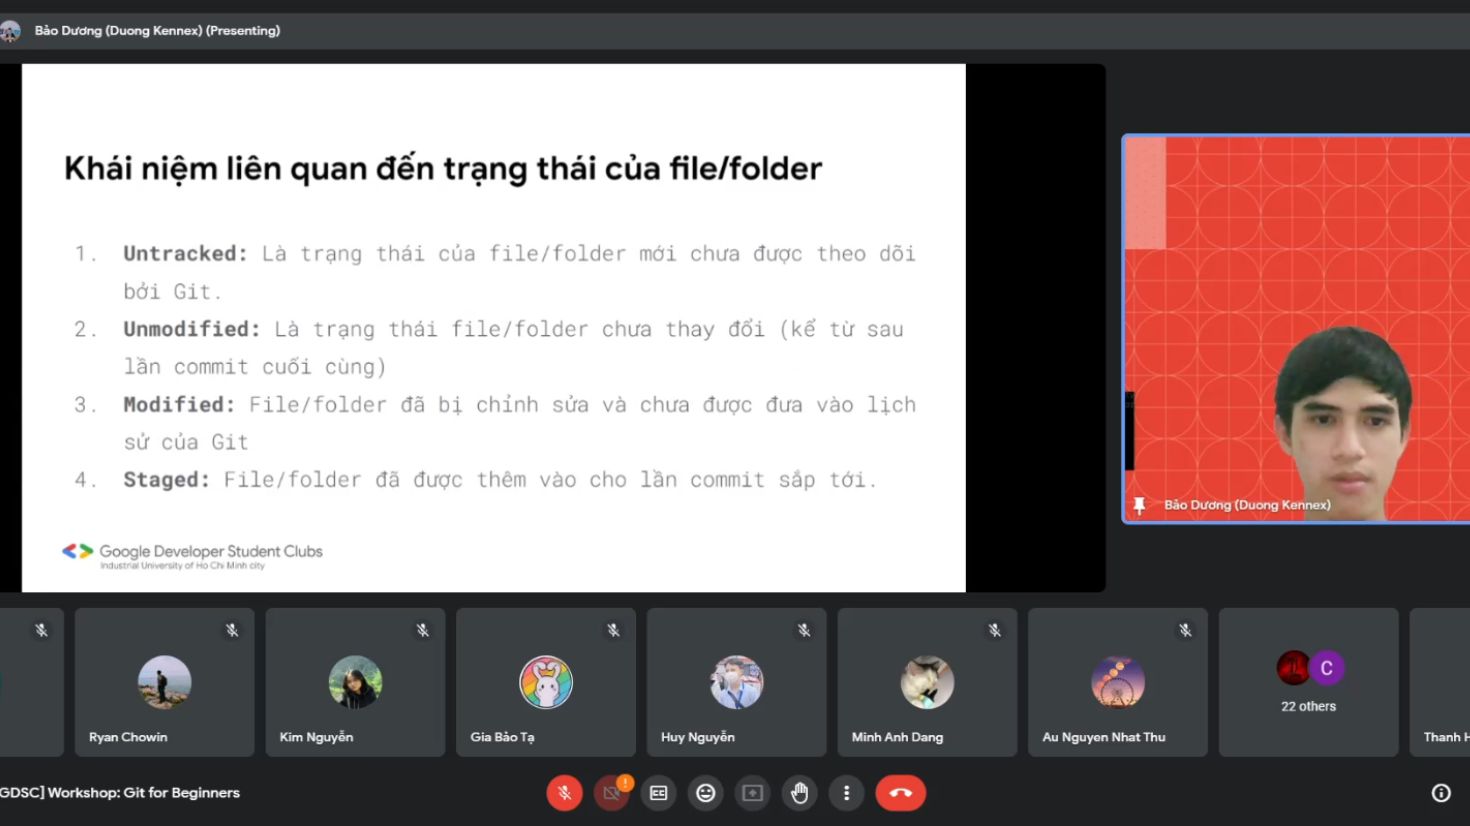 Bảo Dương (Duong Kennex) (Presenting)
Khái niệm liên quan đến trạng thái của file/folder
1. Untracked: Là trạng thái của file/folder mới chưa được theo dõi
bởi Git.
2. Unmodified: Là trạng thái file/folder chưa thay đổi (kể từ sau
lần commit cuối cùng)
3. Modified: File/folder đã bị chỉnh sửa và chưa được đưa vào lịch
sử của Git
4. Staged: File/folder đã được thêm vào cho lần commit sắp tới.
Google Developer Student Clubs
Industrial University of Ho Chi Minh city
Bảo Dương (Duong Kennex)
C
22 others
Ryan Chowin
Kim Nguyễn
Gia Bảo Tạ
Huy Nguyễn
Minh Anh Dang
Au Nguyen Nhat Thu
Thanh H
GDSC] Workshop: Git for Beginners